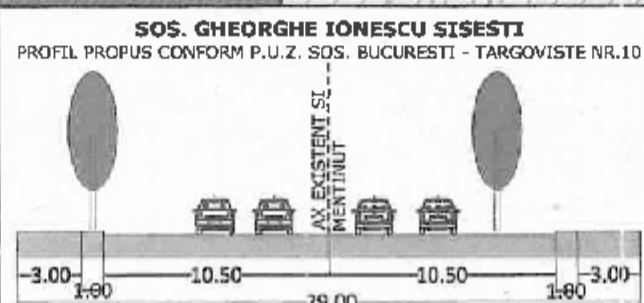 SOS. GHEORGHE IONESCU SISESTI
PROFIL PROPUS CONFORM P.U.Z. SOS. BUCURESTI - TARGOVISTE NR.10
AX EXISTENT SI
MENTINUT
3.00 10.50 10.50 3.00
1.00 1.00
29.00